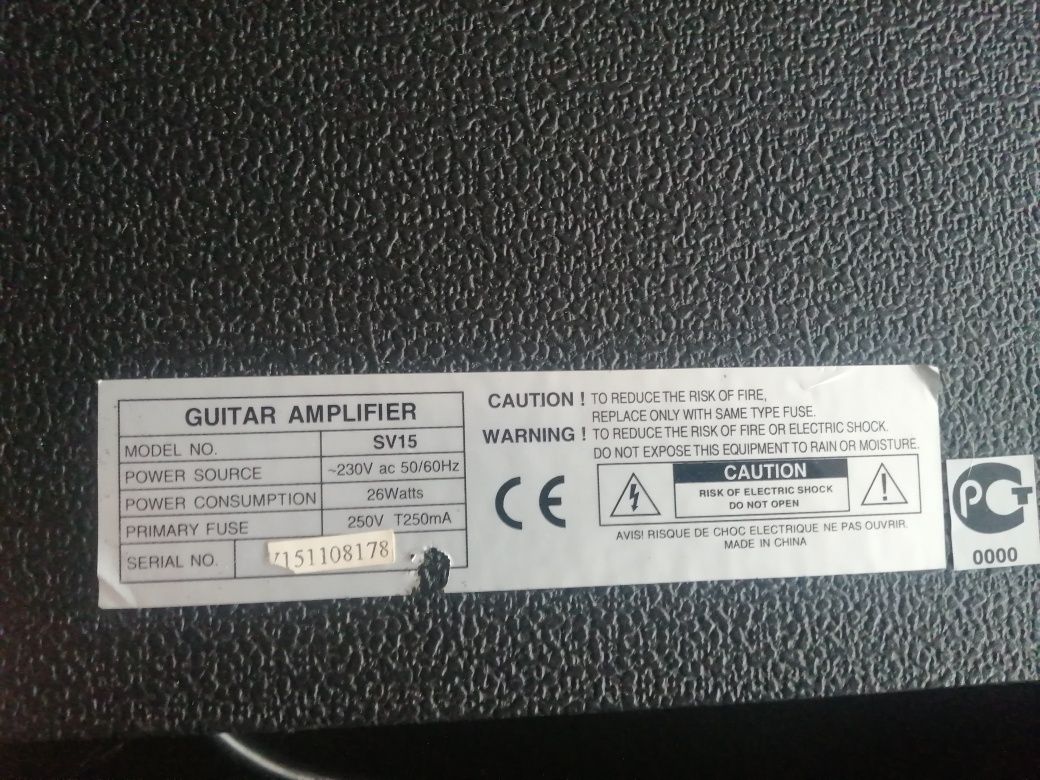 GUITAR AMPLIFIER
MODEL NO. SV15
POWER SOURCE ~230V ac 50/60Hz
POWER CONSUMPTION 26Watts
PRIMARY FUSE 250V T250mA
SERIAL NO. 151108178
CAUTION ! TO REDUCE THE RISK OF FIRE,
REPLACE ONLY WITH SAME TYPE FUSE.
WARNING ! TO REDUCE THE RISK OF FIRE OR ELECTRIC SHOCK.
DO NOT EXPOSE THIS EQUIPMENT TO RAIN OR MOISTURE.
CE
CAUTION
RISK OF ELECTRIC SHOCK
DO NOT OPEN
!
AVIS! RISQUE DE CHOC ELECTRIQUE NE PAS OUVRIR.
MADE IN CHINA
РСТ
0000